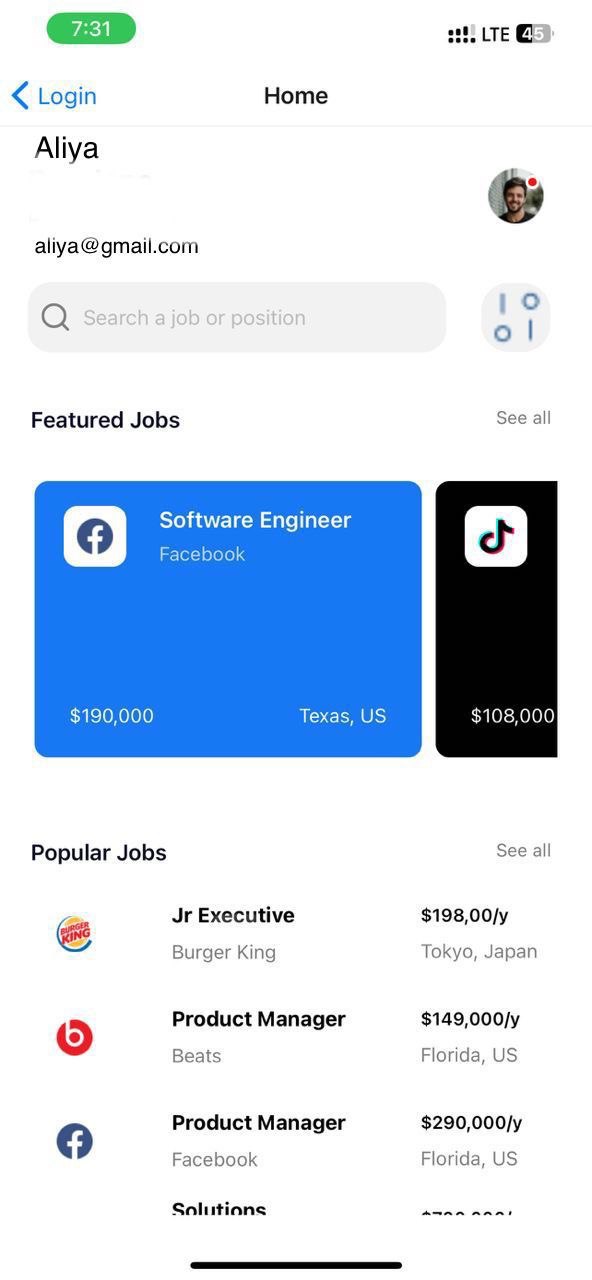 7:31 LTE 45
Login Home
Aliya
aliya@gmail.com
Search a job or position
Featured Jobs See all
Software Engineer
Facebook
$190,000 Texas, US $108,000
Popular Jobs See all
BURGER KING
Jr Executive $198,00/y
Burger King Tokyo, Japan
Product Manager $149,000/y
Beats Florida, US
Product Manager $290,000/y
Facebook Florida, US
Solutions